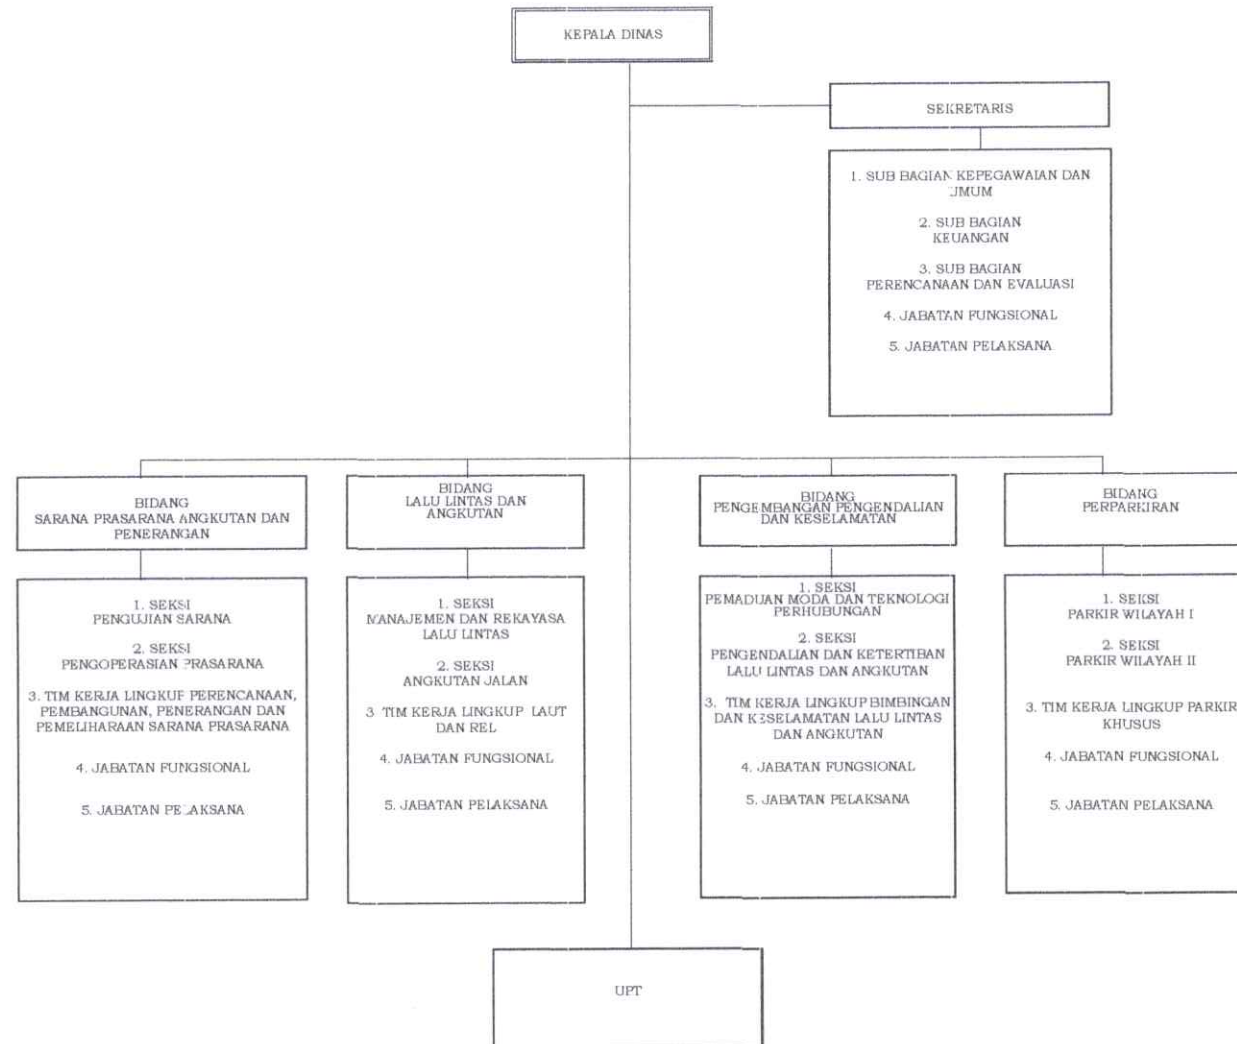 KEPALA DINAS
SEKRETARIS
1. SUB BAGIAN KEPEGAWAIAN DAN
UMUM
2. SUB BAGIAN
KEUANGAN
3. SUB BAGIAN
PERENCANAAN DAN EVALUASI
4. JABATAN FUNGSIONAL
5. JABATAN PELAKSANA
BIDANG
SARANA PRASARANA ANGKUTAN DAN
PENERANGAN
1. SEKSI
PENGUJIAN SARANA
2. SEKSI
PENGOPERASIAN PRASARANA
3. TIM KERJA LINGKUP PERENCANAAN,
PEMBANGUNAN, PENERANGAN DAN
PEMELIHARAAN SARANA PRASARANA
4. JABATAN FUNGSIONAL
5. JABATAN PELAKSANA
BIDANG
LALU LINTAS DAN
ANGKUTAN
1. SEKSI
MANAJEMEN DAN REKAYASA
LALU LINTAS
2. SEKSI
ANGKUTAN JALAN
3 TIM KERJA LINGKUP LAUT
DAN REL
4. JABATAN FUNGSIONAL
5. JABATAN PELAKSANA
BIDANG
PENGEMBANGAN PENGENDALIAN
DAN KESELAMATAN
1. SEKSI
PEMADUAN MODA DAN TEKNOLOGI
PERHUBUNGAN
2. SEKSI
PENGENDALIAN DAN KETERTIBAN
LALU LINTAS DAN ANGKUTAN
3. TIM KERJA LINGKUP BIMBINGAN
DAN KESELAMATAN LALU LINTAS
DAN ANGKUTAN
4. JABATAN FUNGSIONAL
5. JABATAN PELAKSANA
BIDANG
PERPARKIRAN
1. SEKSI
PARKIR WILAYAH I
2. SEKSI
PARKIR WILAYAH II
3. TIM KERJA LINGKUP PARKIR
KHUSUS
4. JABATAN FUNGSIONAL
5. JABATAN PELAKSANA
UPT